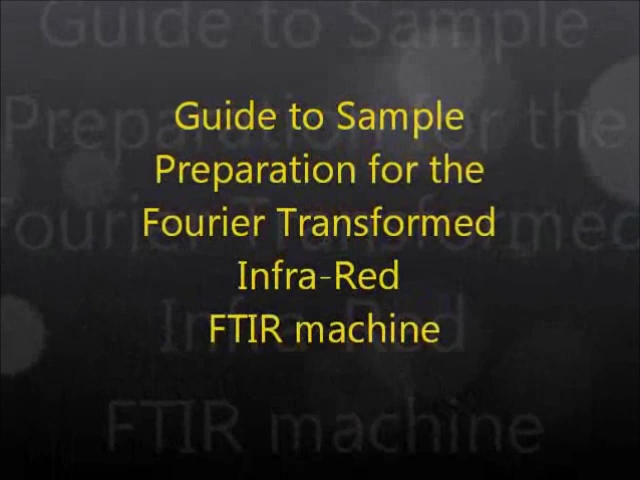 Guide to Sample
Preparation for the
Fourier Transformed
Infra-Red
FTIR machine